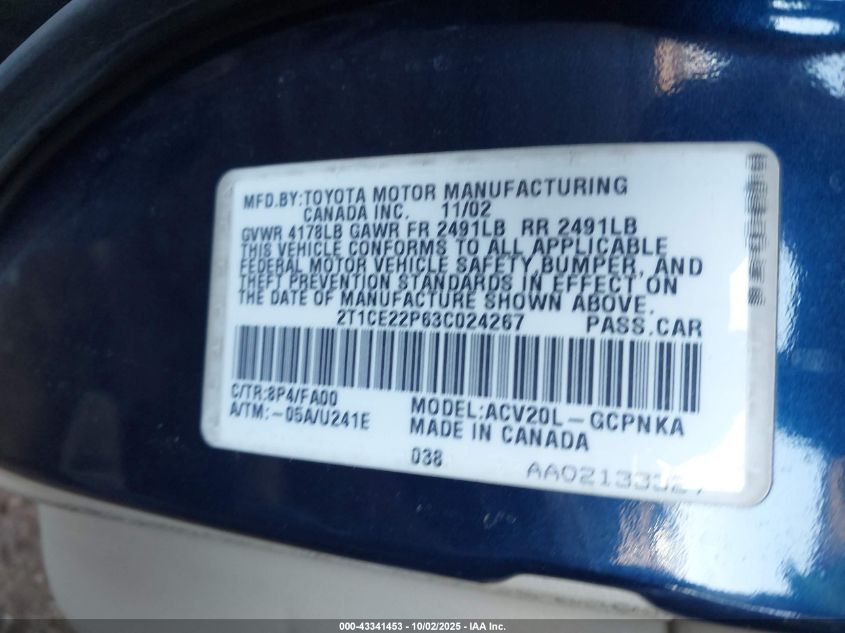 MFD.BY:TOYOTA MOTOR MANUFACTURING
CANADA INC. 11/02
GVWR 4178LB GAWR FR 2491LB RR 2491LB
THIS VEHICLE CONFORMS TO ALL APPLICABLE
FEDERAL MOTOR VEHICLE SAFETY,BUMPER, AND
THEFT PREVENTION STANDARDS IN EFFECT ON
THE DATE OF MANUFACTURE SHOWN ABOVE.
2T1CE22P63C024267 PASS.CAR
C/TR:8P4/FA00
A/TM:-05A/U241E
MODEL:ACV20L-GCPNKA
MADE IN CANADA
038
000-43341453 • 10/02/2025 • IAA Inc.